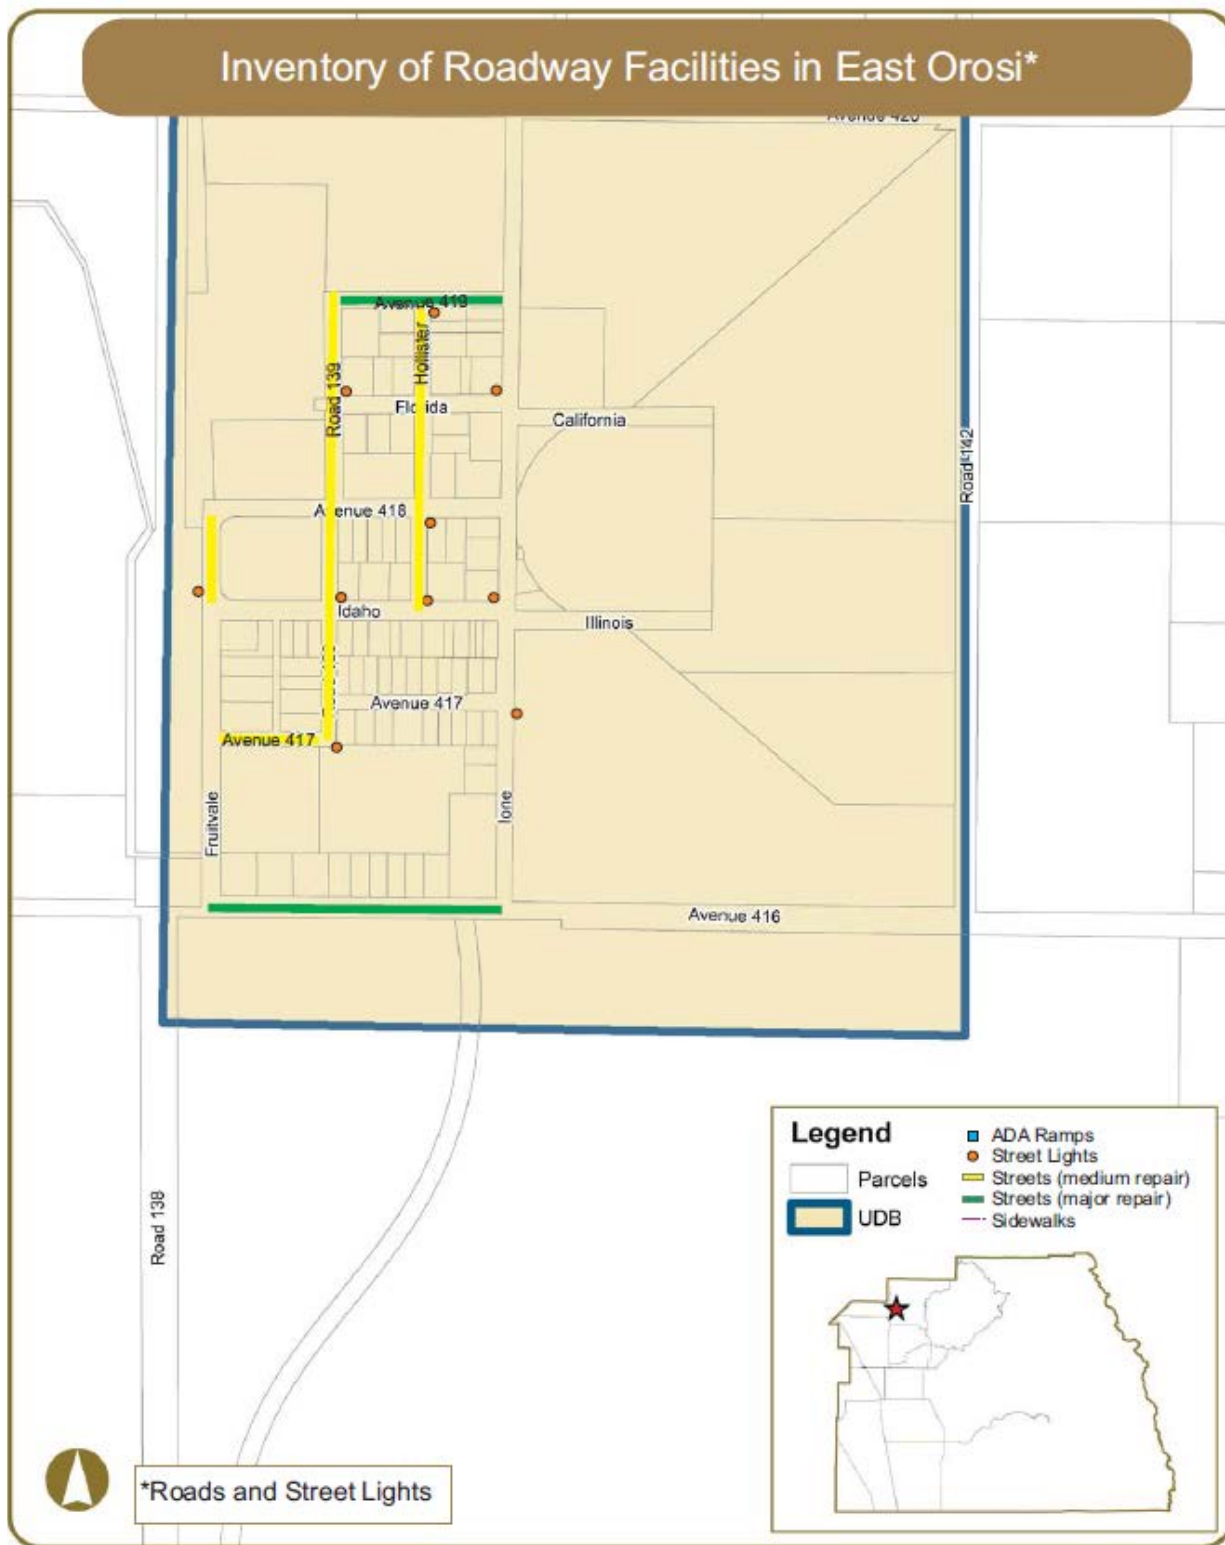 Inventory of Roadway Facilities in East Orosi*
Avenue 419
Hollister
Road 139
Florida
California
Road 142
Avenue 418
Idaho
Illinois
Avenue 417
Avenue 417
Fruitvale
Ione
Avenue 416
Road 138
Legend
Parcels
UDB
ADA Ramps
Street Lights
Streets (medium repair)
Streets (major repair)
Sidewalks
*Roads and Street Lights